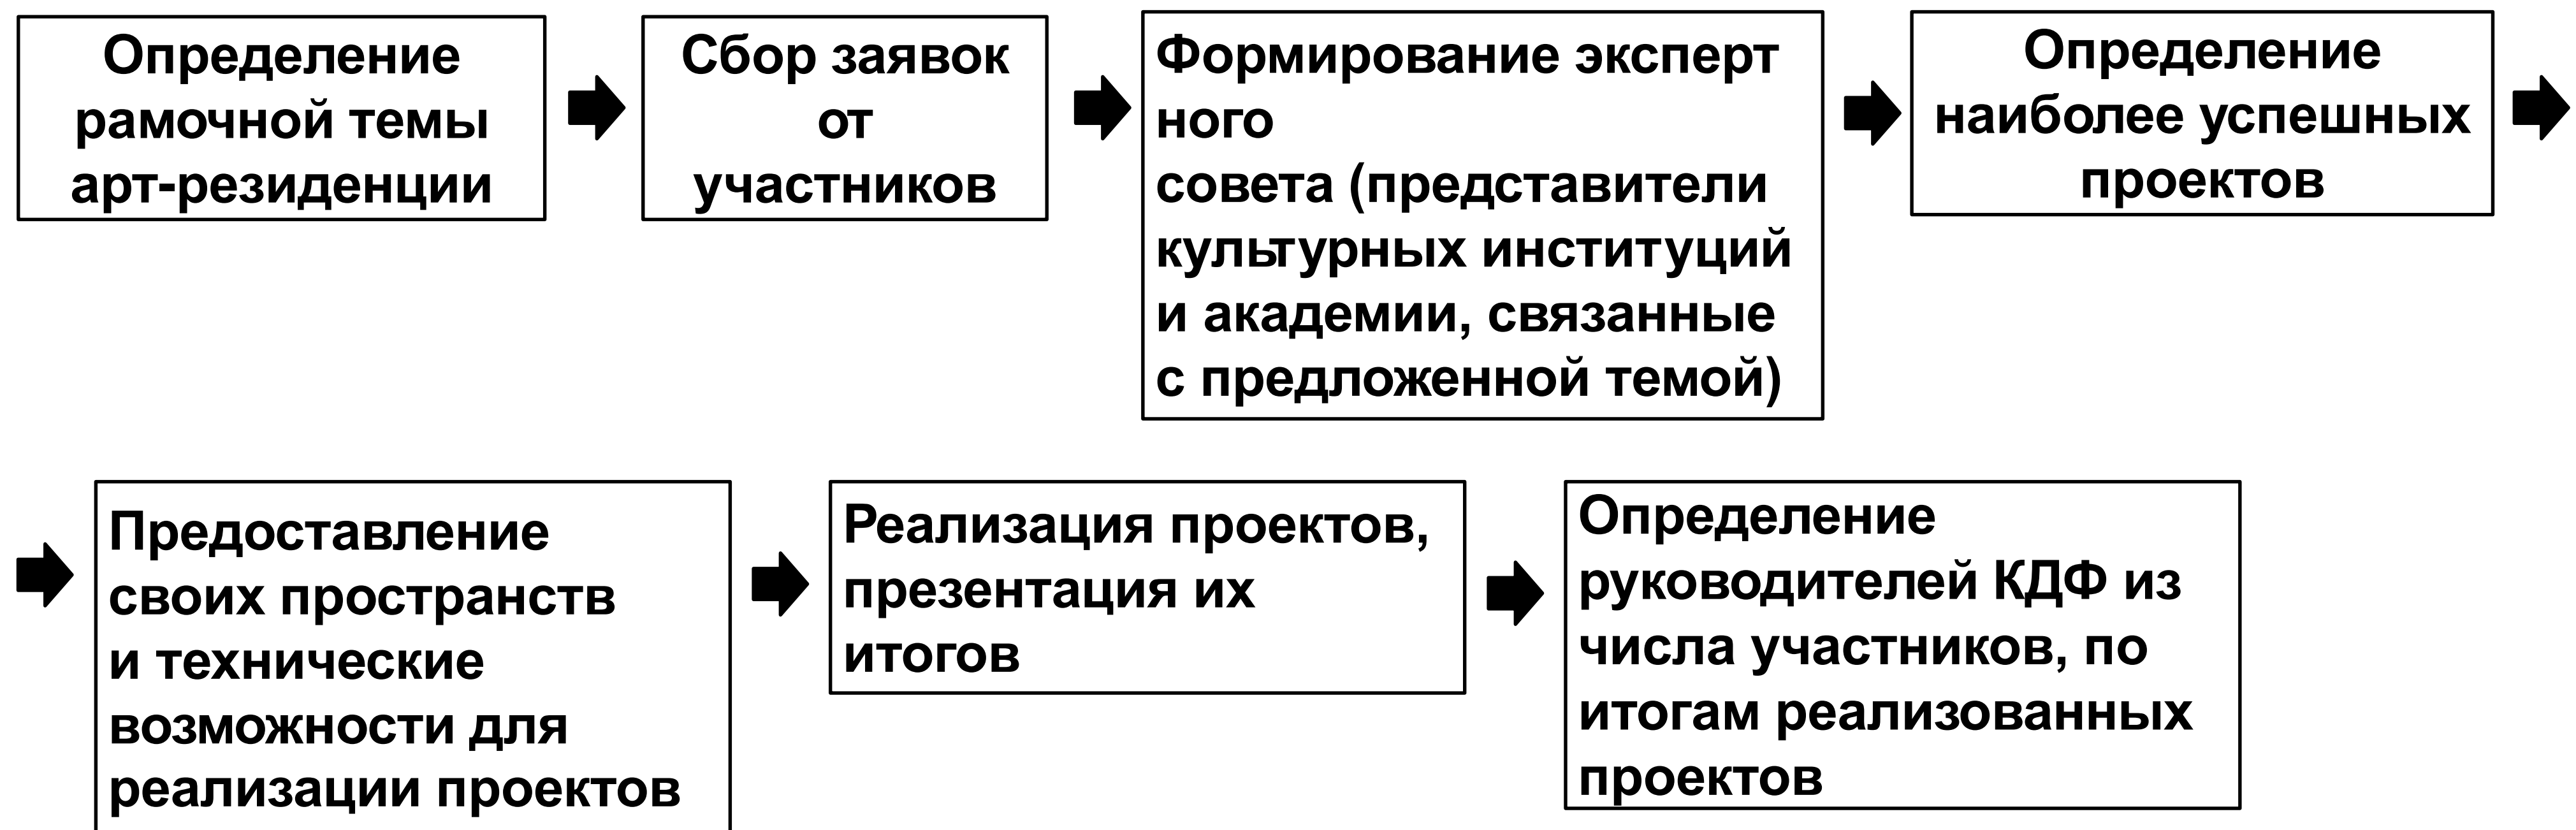 Определение
рамочной темы
арт-резиденции
Сбор заявок
от
участников
Формирование эксперт
ного
совета (представители
культурных институций
и академии, связанные
с предложенной темой)
Определение
наиболее успешных
проектов
Предоставление
своих пространств
и технические
возможности для
реализации проектов
Реализация проектов,
презентация их
итогов
Определение
руководителей КДФ из
числа участников, по
итогам реализованных
проектов